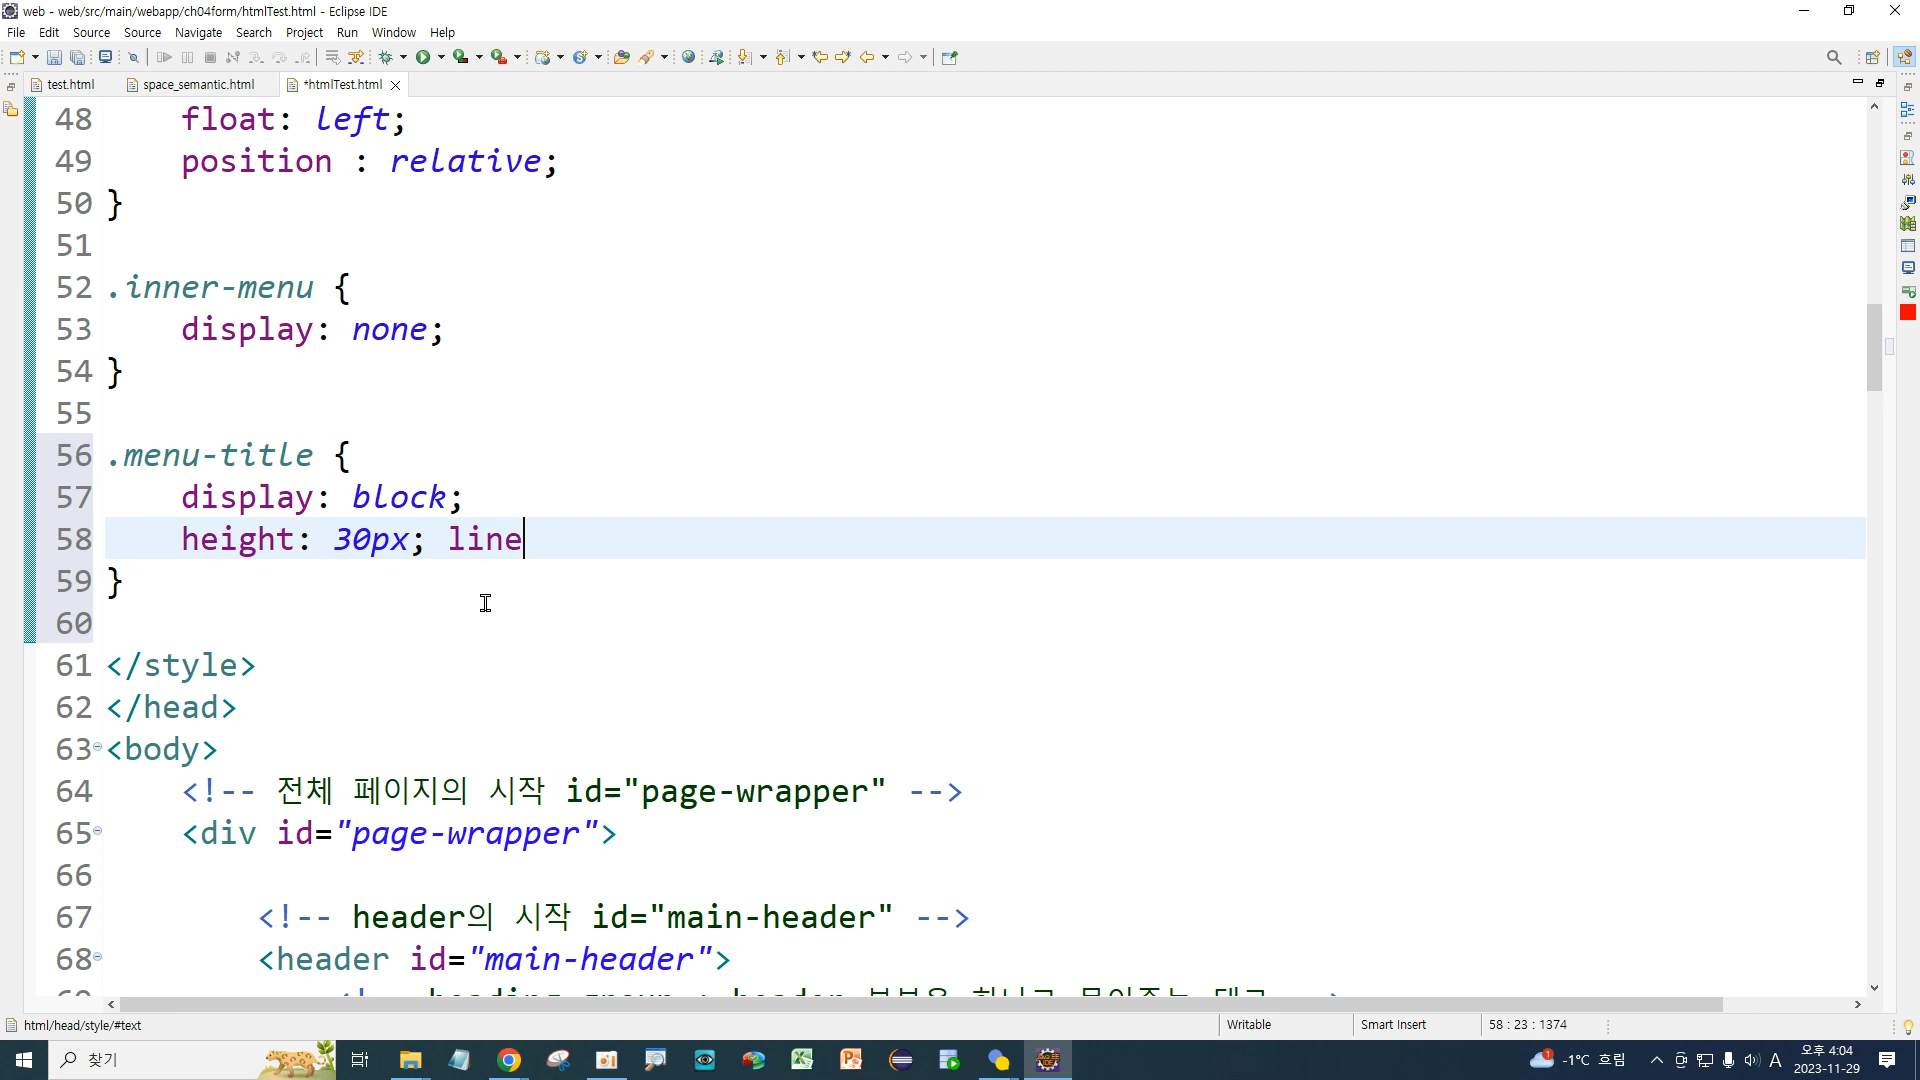 web - web/src/main/webapp/ch04form/htmlTest.html - Eclipse IDE
File Edit Source Source Navigate Search Project Run Window Help
test.html space_semantic.html *htmlTest.html
48 float: left;
49 position : relative;
50 }
51
52 .inner-menu {
53 display: none;
54 }
55
56 .menu-title {
57 display: block;
58 height: 30px; line
59 }
60
61 </style>
62 </head>
63 <body>
64 <!-- 전체 페이지의 시작 id="page-wrapper" -->
65 <div id="page-wrapper">
66
67 <!-- header의 시작 id="main-header" -->
68 <header id="main-header">
html/head/style/#text Writable Smart Insert 58 : 23 : 1374
찾기 -1°C 흐림 A 오후 4:04
2023-11-29